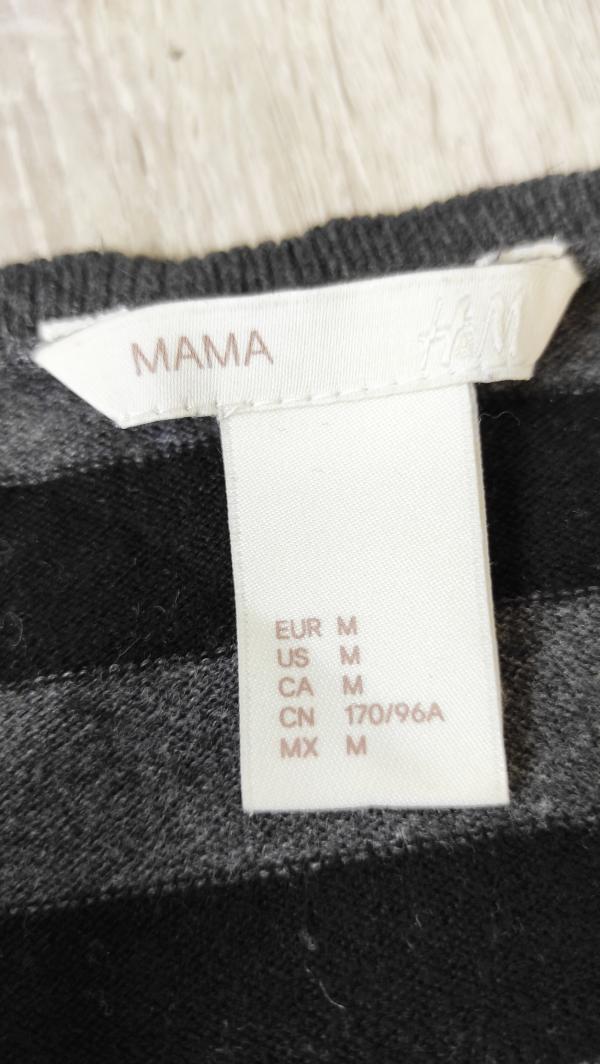 MAMA H&M
EUR M
US M
CA M
CN 170/96A
MX M